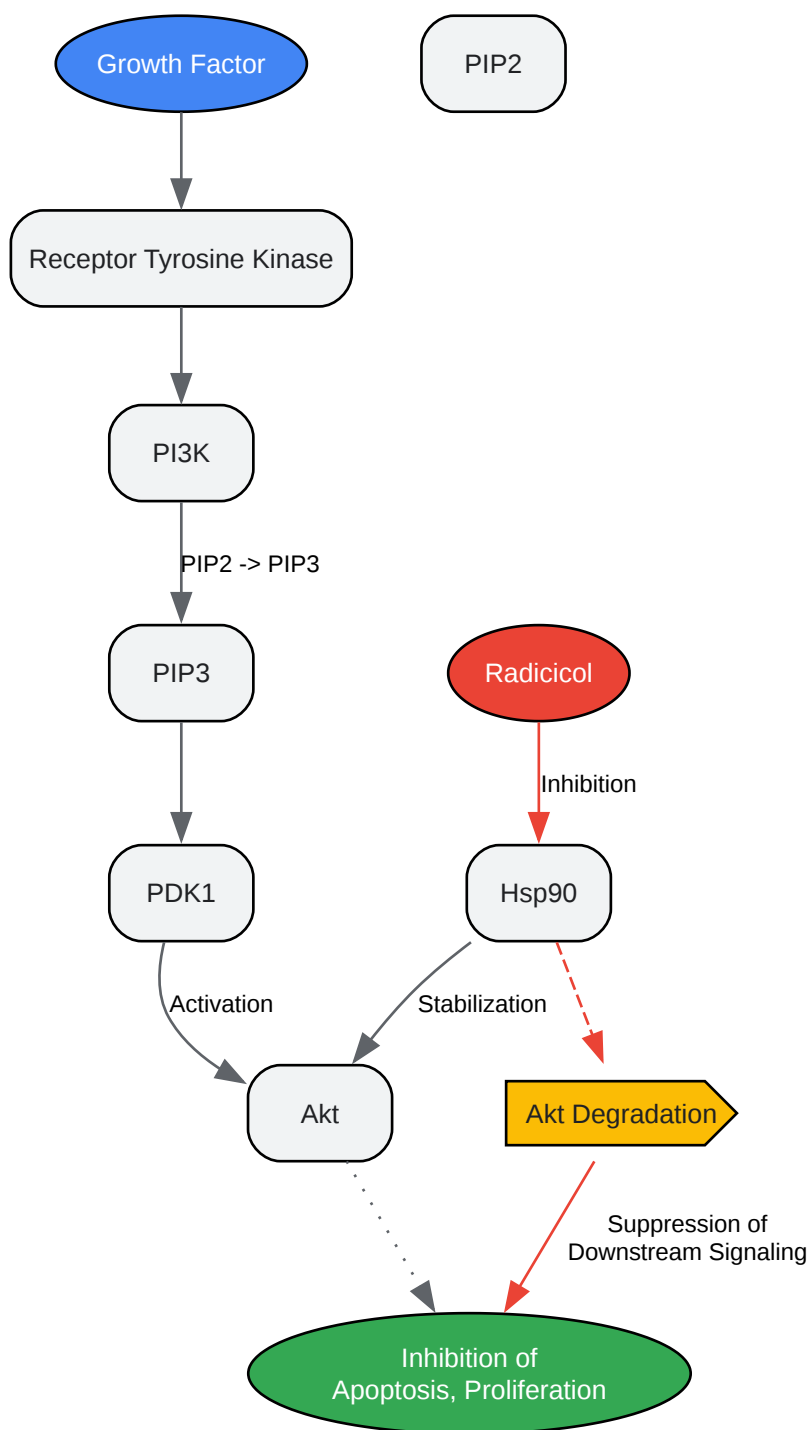 Growth Factor
PIP2
Receptor Tyrosine Kinase
PI3K
PIP2 -> PIP3
PIP3
Radicicol
Inhibition
PDK1
Hsp90
Activation
Stabilization
Akt
Akt Degradation
Suppression of
Downstream Signaling
Inhibition of
Apoptosis, Proliferation